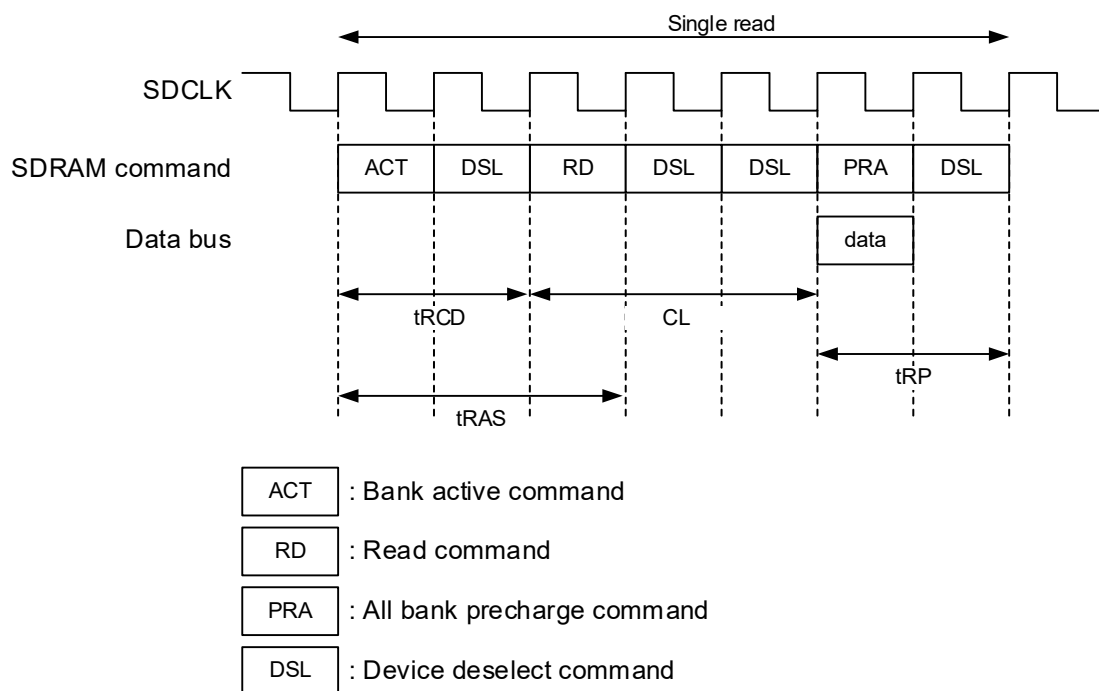 Single read
SDCLK
SDRAM command ACT DSL RD DSL DSL PRA DSL
Data bus data
tRCD CL
tRP
tRAS
ACT : Bank active command
RD : Read command
PRA : All bank precharge command
DSL : Device deselect command